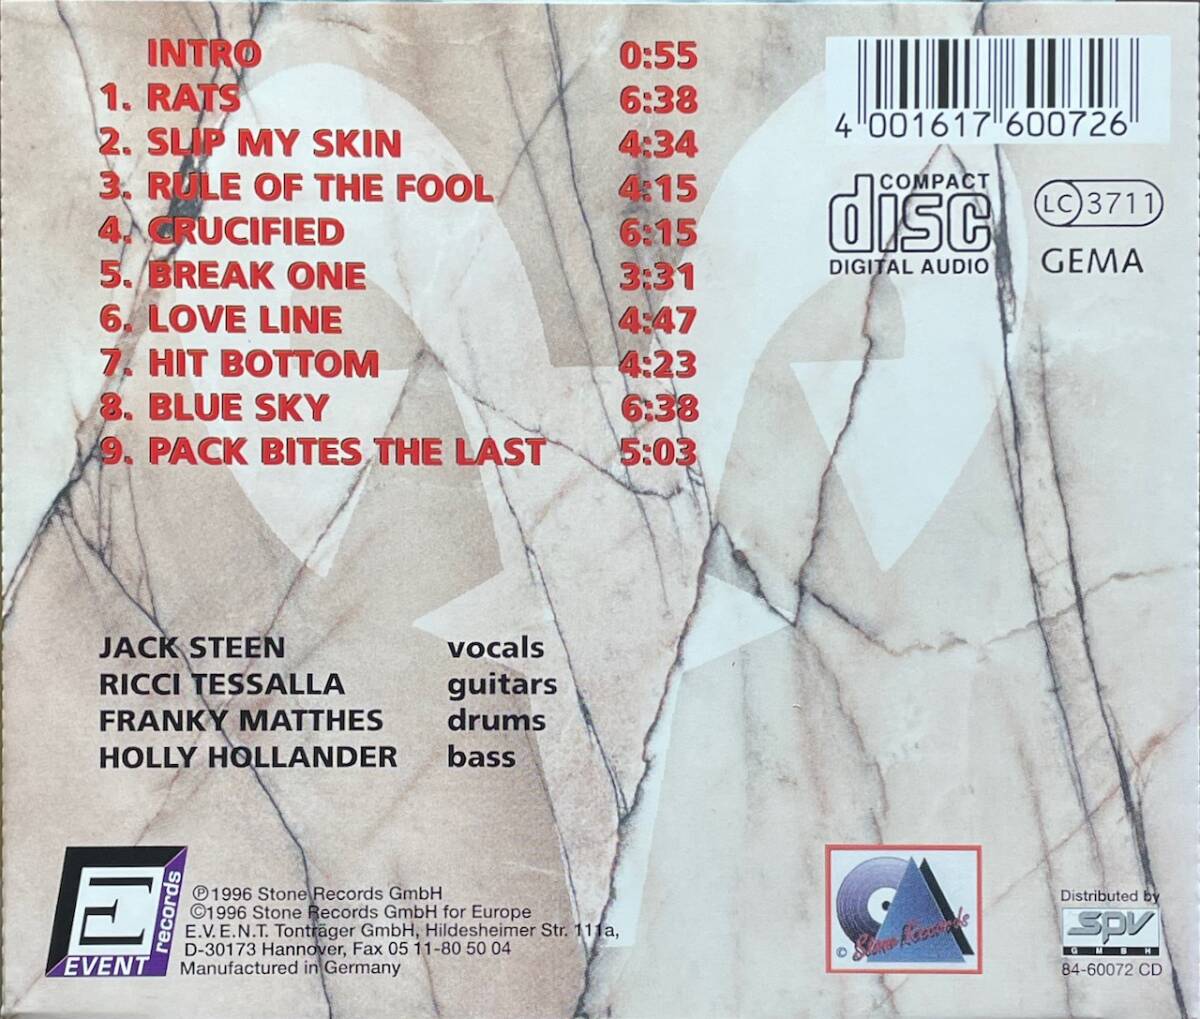 INTRO 0:55
1. RATS 6:38
2. SLIP MY SKIN 4:34
3. RULE OF THE FOOL 4:15
4. CRUCIFIED 6:15
5. BREAK ONE 3:31
6. LOVE LINE 4:47
7. HIT BOTTOM 4:23
8. BLUE SKY 6:38
9. PACK BITES THE LAST 5:03
4 001617 600726
COMPACT
disc
DIGITAL AUDIO
LC 3711
GEMA
JACK STEEN vocals
RICCI TESSALLA guitars
FRANKY MATTHES drums
HOLLY HOLLANDER bass
E
EVENT
records
℗1996 Stone Records GmbH
©1996 Stone Records GmbH for Europe
E.V.E.N.T. Tonträger GmbH, Hildesheimer Str. 111a,
D-30173 Hannover, Fax 05 11-80 50 04
Manufactured in Germany
© Stone Records
Distributed by
SPV
GMBH
84-60072 CD